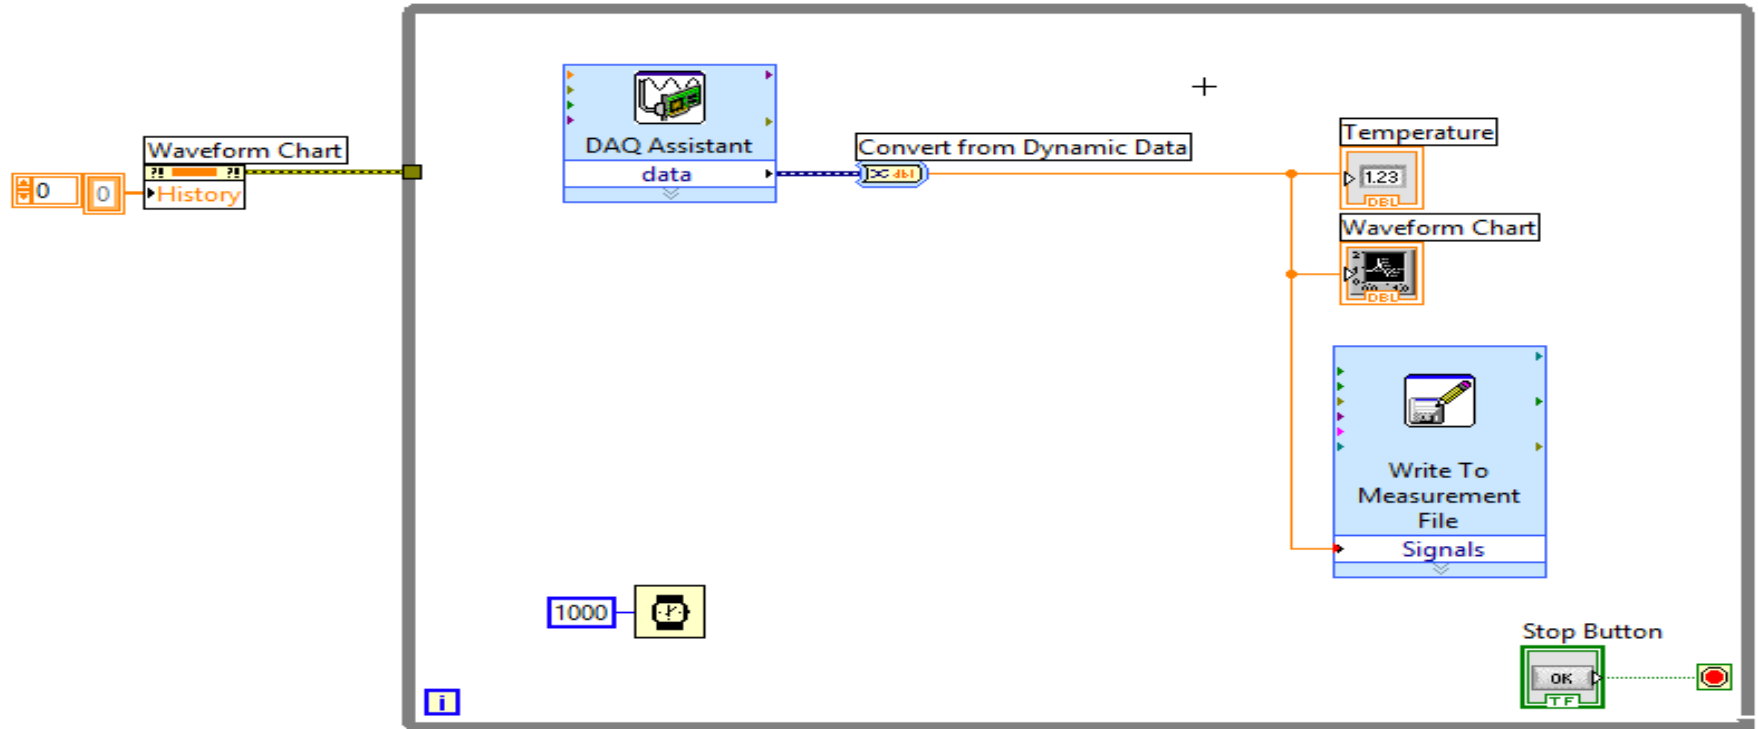 Waveform Chart
?! ?!
0
0
History
DAQ Assistant
data
Convert from Dynamic Data
dbl
Temperature
1.23
DBL
Waveform Chart
DBL
Write To
Measurement
File
Signals
1000
Stop Button
OK
TF
i